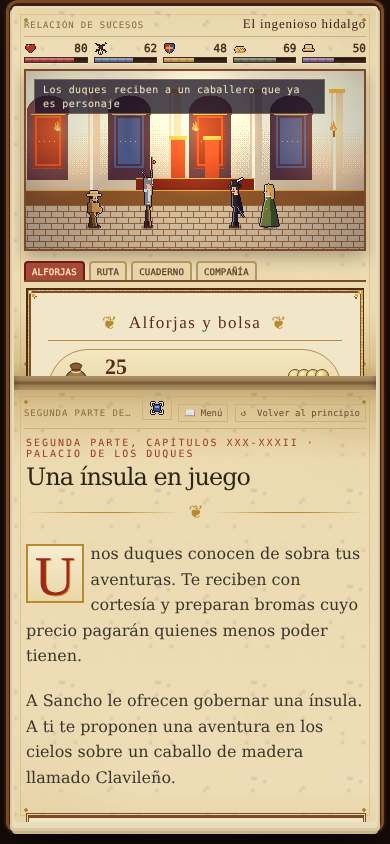 RELACIÓN DE SUCESOS
El ingenioso hidalgo
80 62 48 69 50
Los duques reciben a un caballero que ya
es personaje
ALFORJAS RUTA CUADERNO COMPAÑÍA
Alforjas y bolsa
25
SEGUNDA PARTE DE…
Menú
↺ Volver al principio
SEGUNDA PARTE, CAPÍTULOS XXX-XXXII ·
PALACIO DE LOS DUQUES
Una ínsula en juego
Unos duques conocen de sobra tus
aventuras. Te reciben con
cortesía y preparan bromas cuyo
precio pagarán quienes menos poder
tienen.
A Sancho le ofrecen gobernar una ínsula.
A ti te proponen una aventura en los
cielos sobre un caballo de madera
llamado Clavileño.